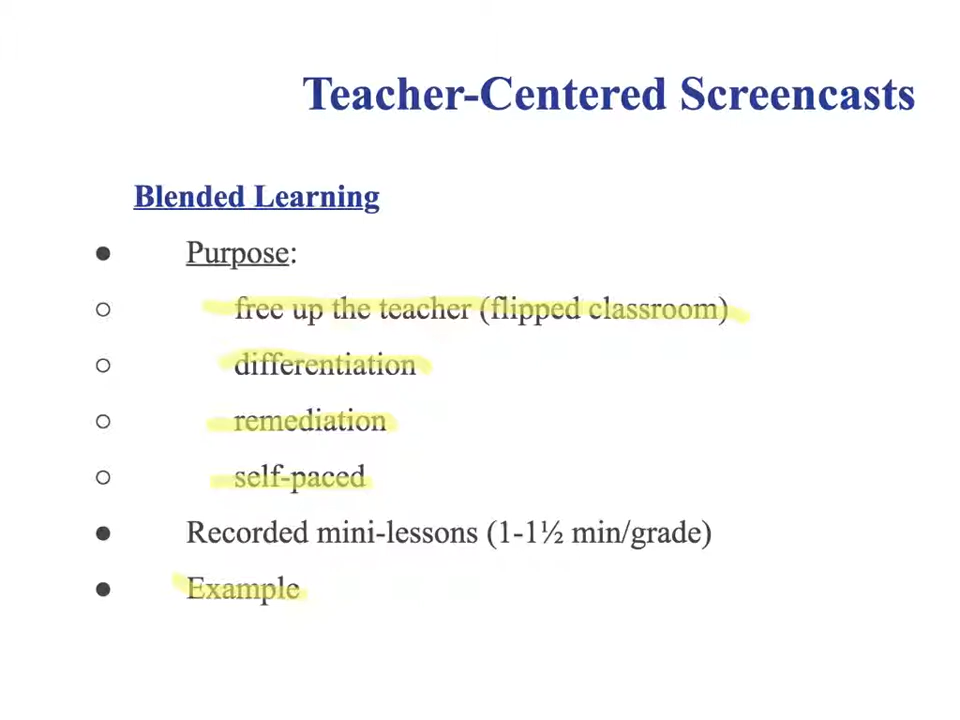 Teacher-Centered Screencasts
Blended Learning
● Purpose:
○ free up the teacher (flipped classroom)
○ differentiation
○ remediation
○ self-paced
● Recorded mini-lessons (1-1½ min/grade)
● Example